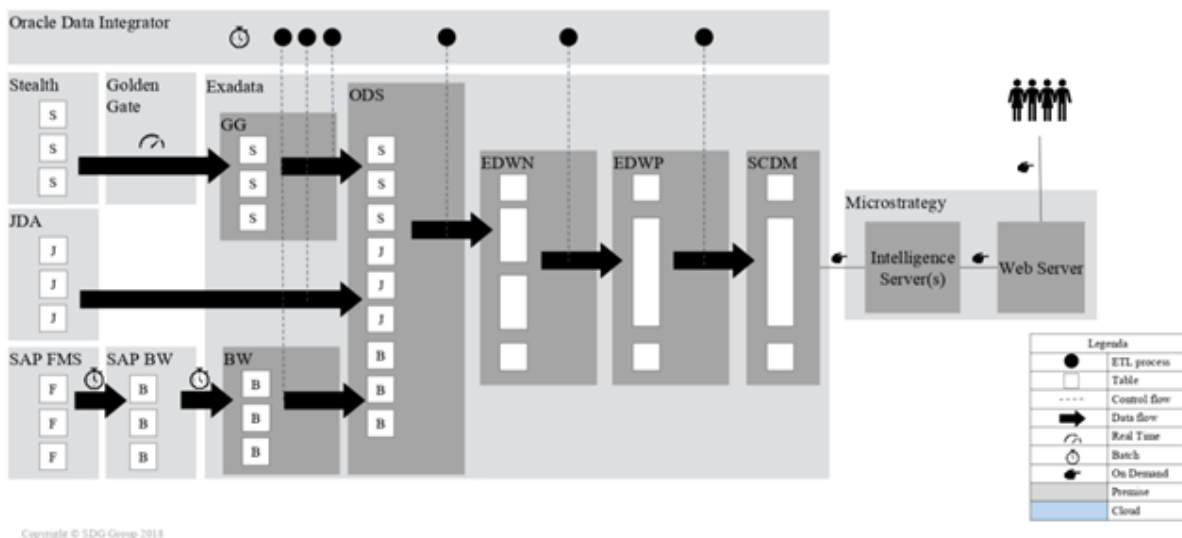 Oracle Data Integrator
Stealth
S
S
S
Golden
Gate
Exadata
GG
S
S
S
ODS
S
S
S
J
J
J
B
B
B
JDA
J
J
J
SAP FMS
F
F
F
SAP BW
B
B
B
BW
B
B
B
EDWN
EDWP
SCDM
Microstrategy
Intelligence
Server(s)
Web Server
Legenda
ETL process
Table
Control flow
Data flow
Real Time
Batch
On Demand
Premise
Cloud
Copyright © SDG Group 2018